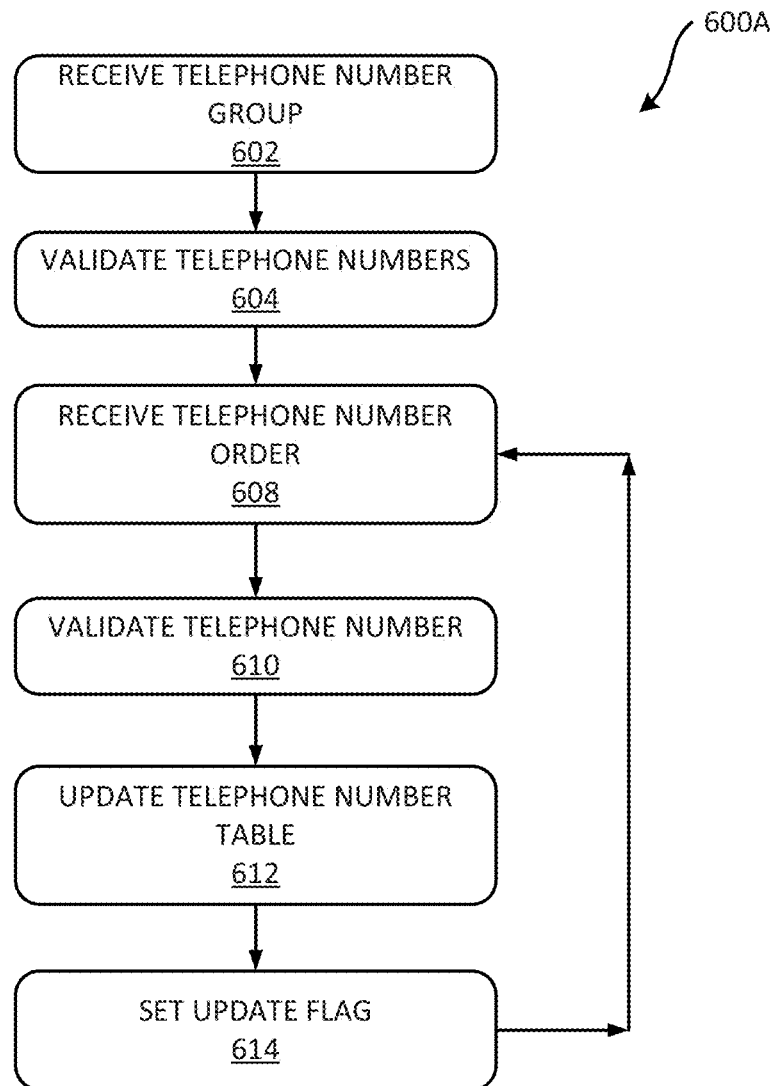 600A
RECEIVE TELEPHONE NUMBER
GROUP
602
VALIDATE TELEPHONE NUMBERS
604
RECEIVE TELEPHONE NUMBER
ORDER
608
VALIDATE TELEPHONE NUMBER
610
UPDATE TELEPHONE NUMBER
TABLE
612
SET UPDATE FLAG
614